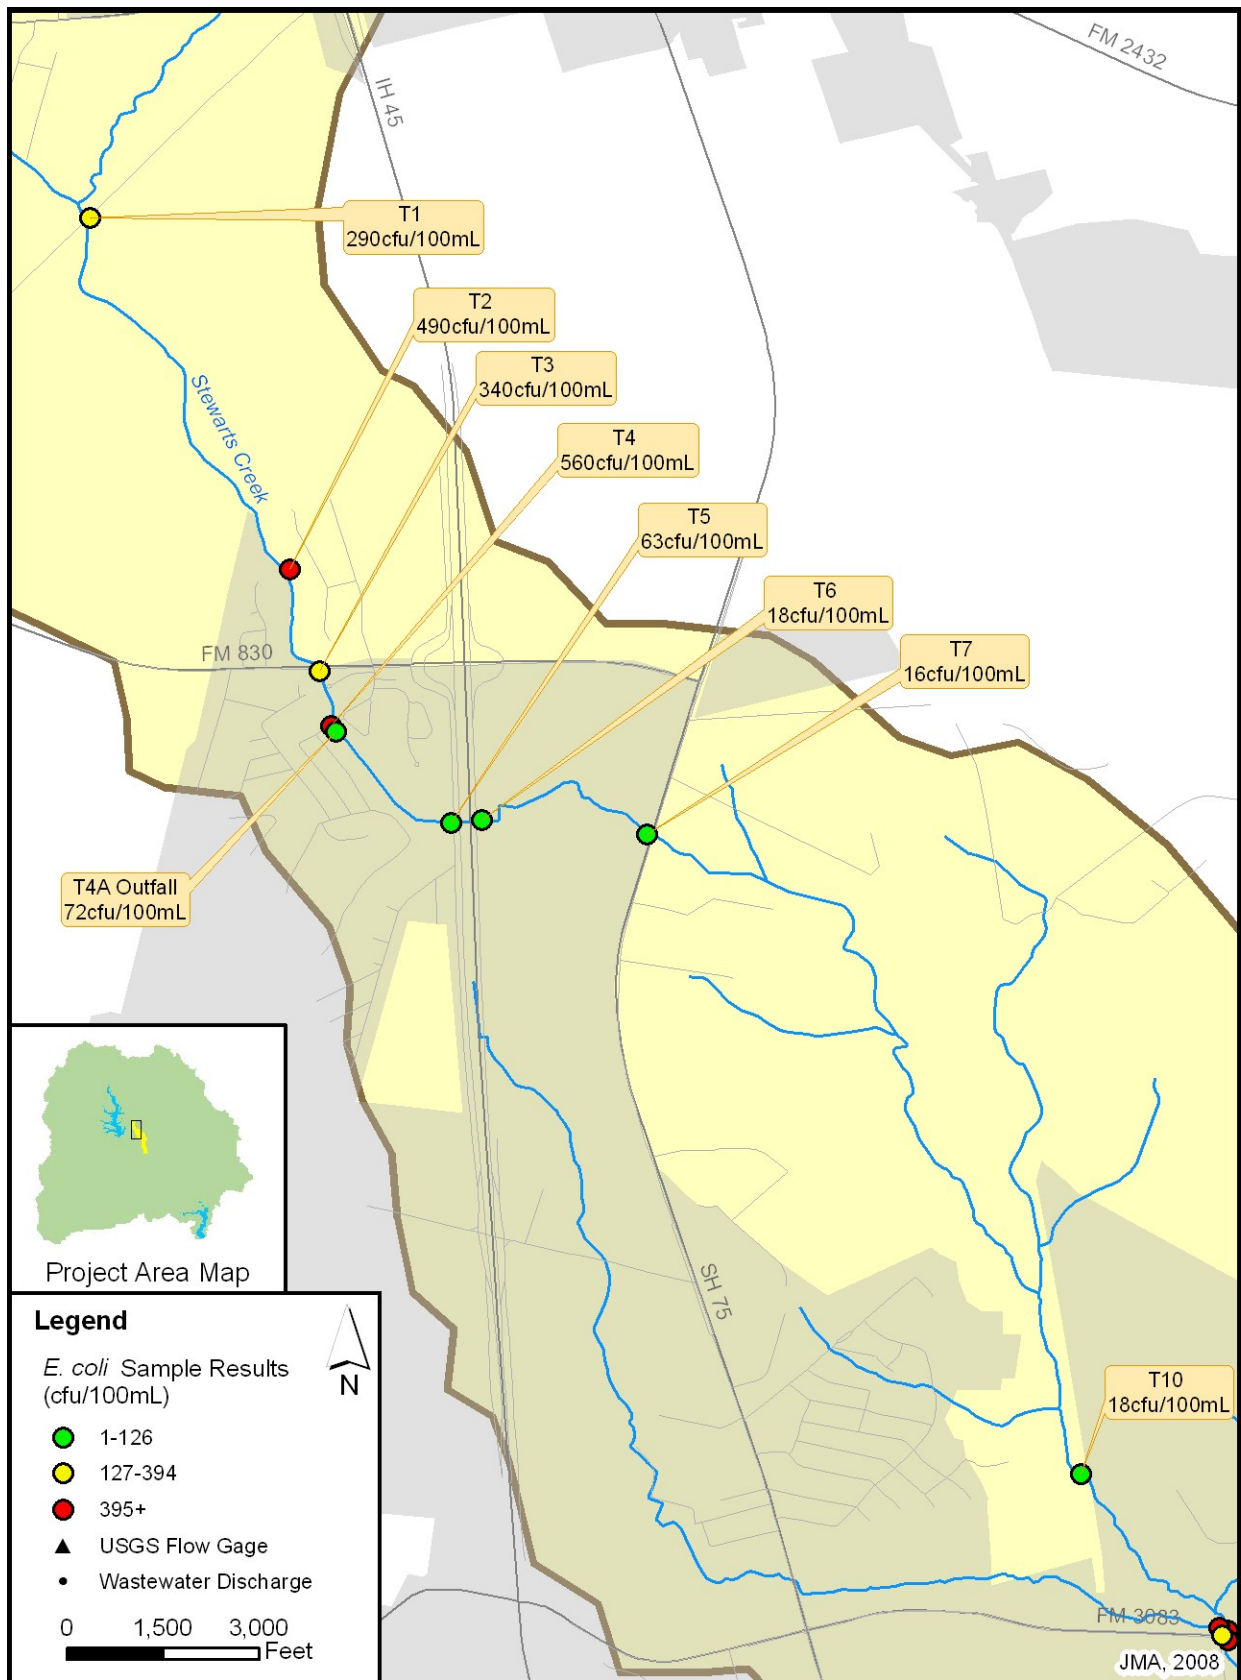 FM 2432
IH 45
T1
290cfu/100mL
T2
490cfu/100mL
T3
340cfu/100mL
Stewarts Creek
T4
560cfu/100mL
T5
63cfu/100mL
T6
18cfu/100mL
FM 830
T7
16cfu/100mL
T4A Outfall
72cfu/100mL
Project Area Map
SH 75
Legend
E. coli Sample Results
(cfu/100mL)
N
1-126
127-394
395+
USGS Flow Gage
Wastewater Discharge
0 1,500 3,000
Feet
T10
18cfu/100mL
FM 3083
JMA, 2008